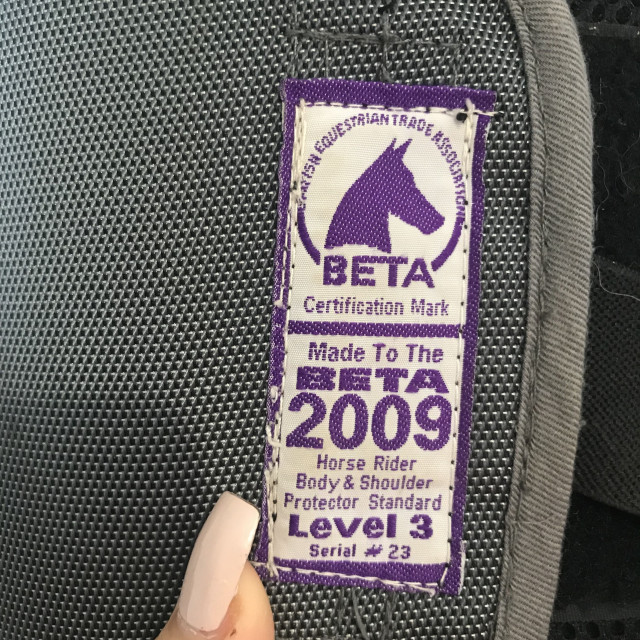 BRITISH EQUESTRIAN TRADE ASSOCIATION
BETA
Certification Mark
Made To The
BETA
2009
Horse Rider
Body & Shoulder
Protector Standard
Level 3
Serial # 23